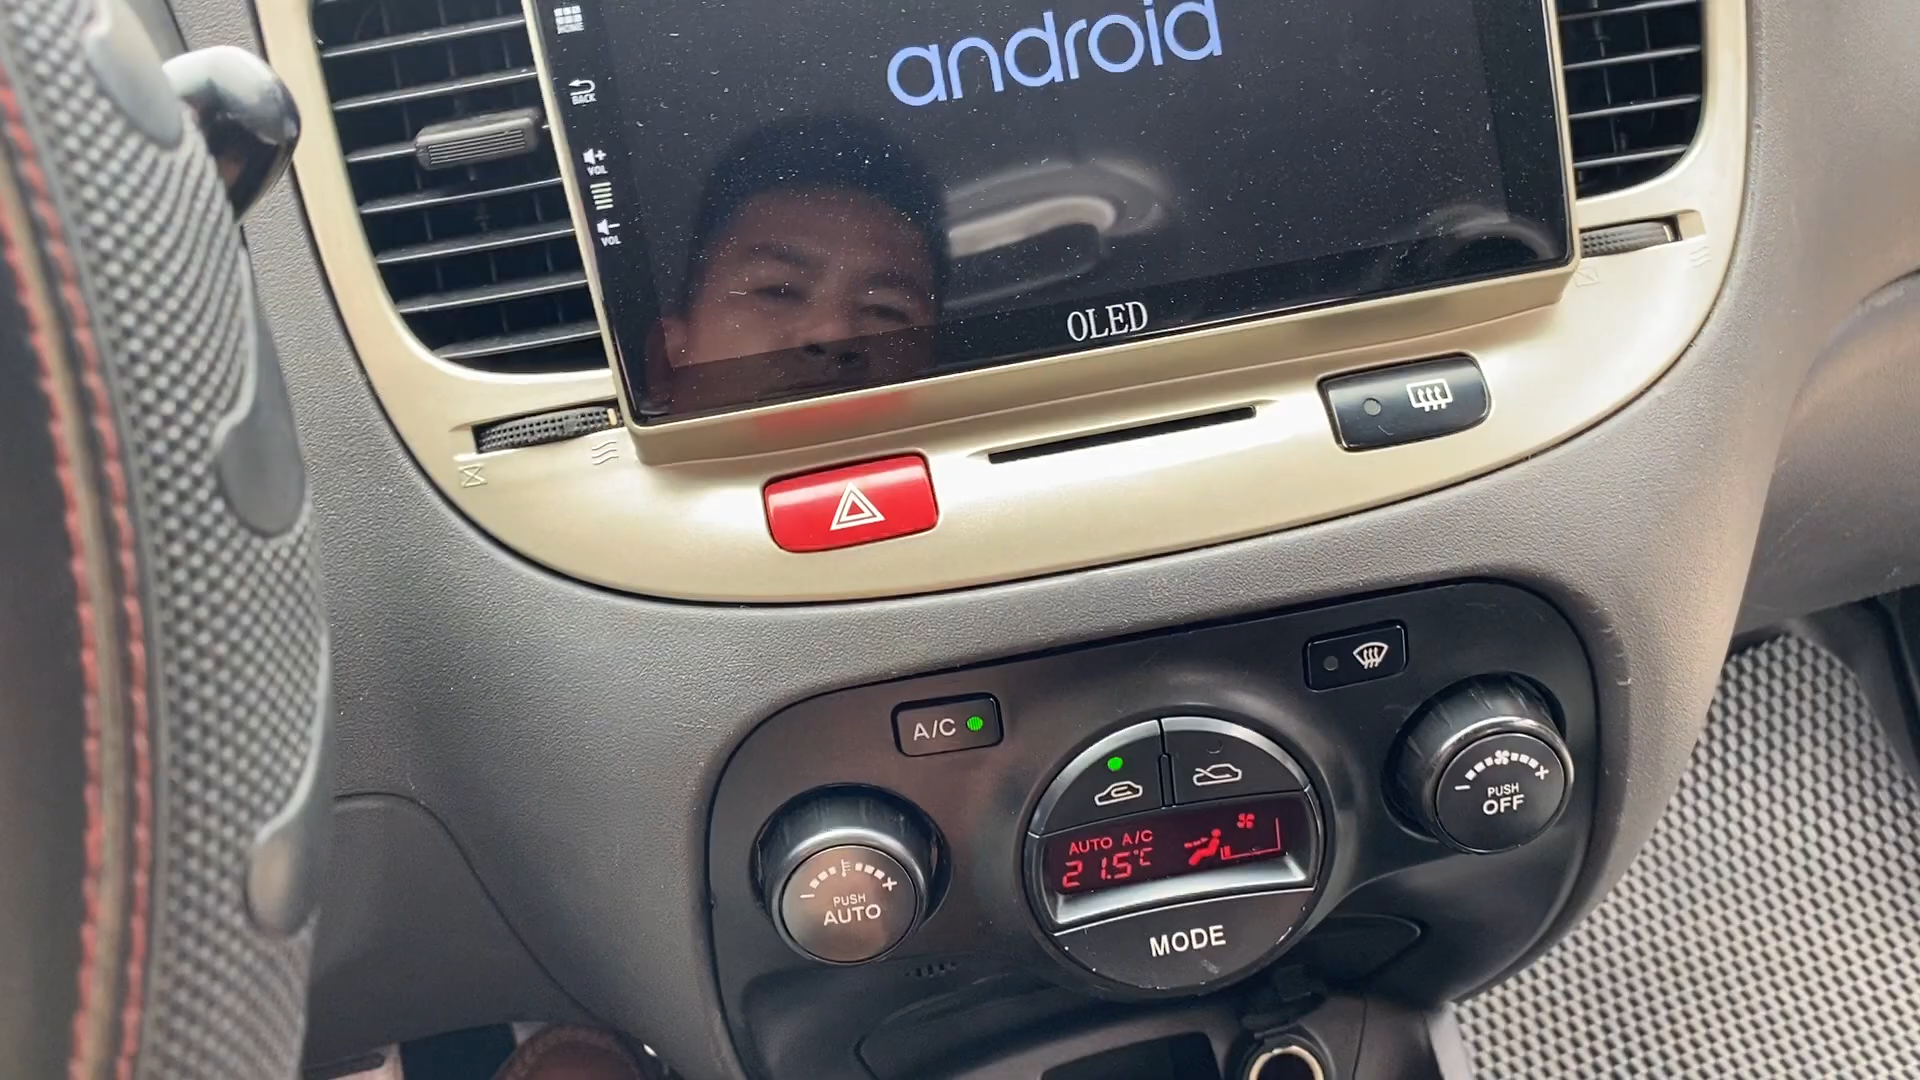 android
HOME
BACK
VOL
VOL
OLED
A/C
AUTO A/C
21.5°C
PUSH
AUTO
PUSH
OFF
MODE